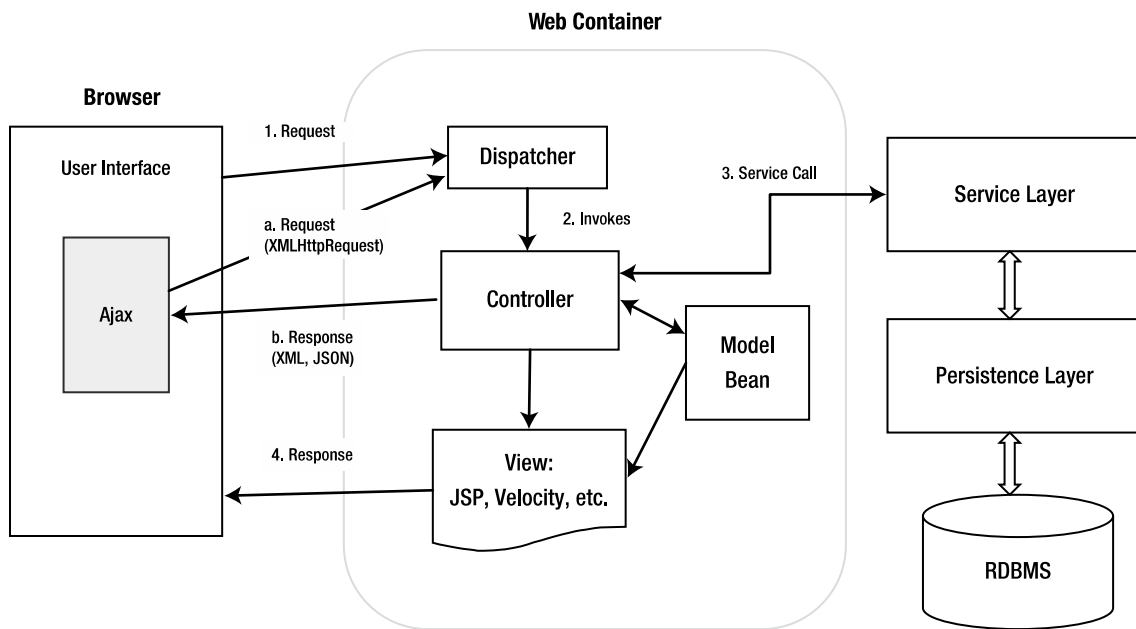 Web Container
Browser
1. Request
User Interface
Dispatcher
3. Service Call
Service Layer
a. Request
(XMLHttpRequest)
2. Invokes
Ajax
Controller
b. Response
(XML, JSON)
Model
Bean
Persistence Layer
4. Response
View:
JSP, Velocity, etc.
RDBMS